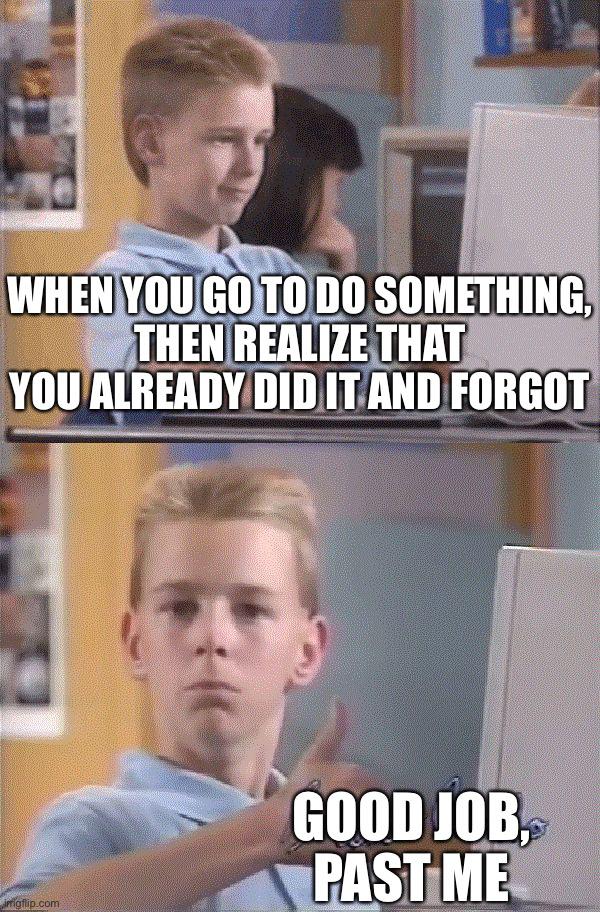 WHEN YOU GO TO DO SOMETHING,
THEN REALIZE THAT
YOU ALREADY DID IT AND FORGOT
GOOD JOB,
PAST ME
imgflip.com